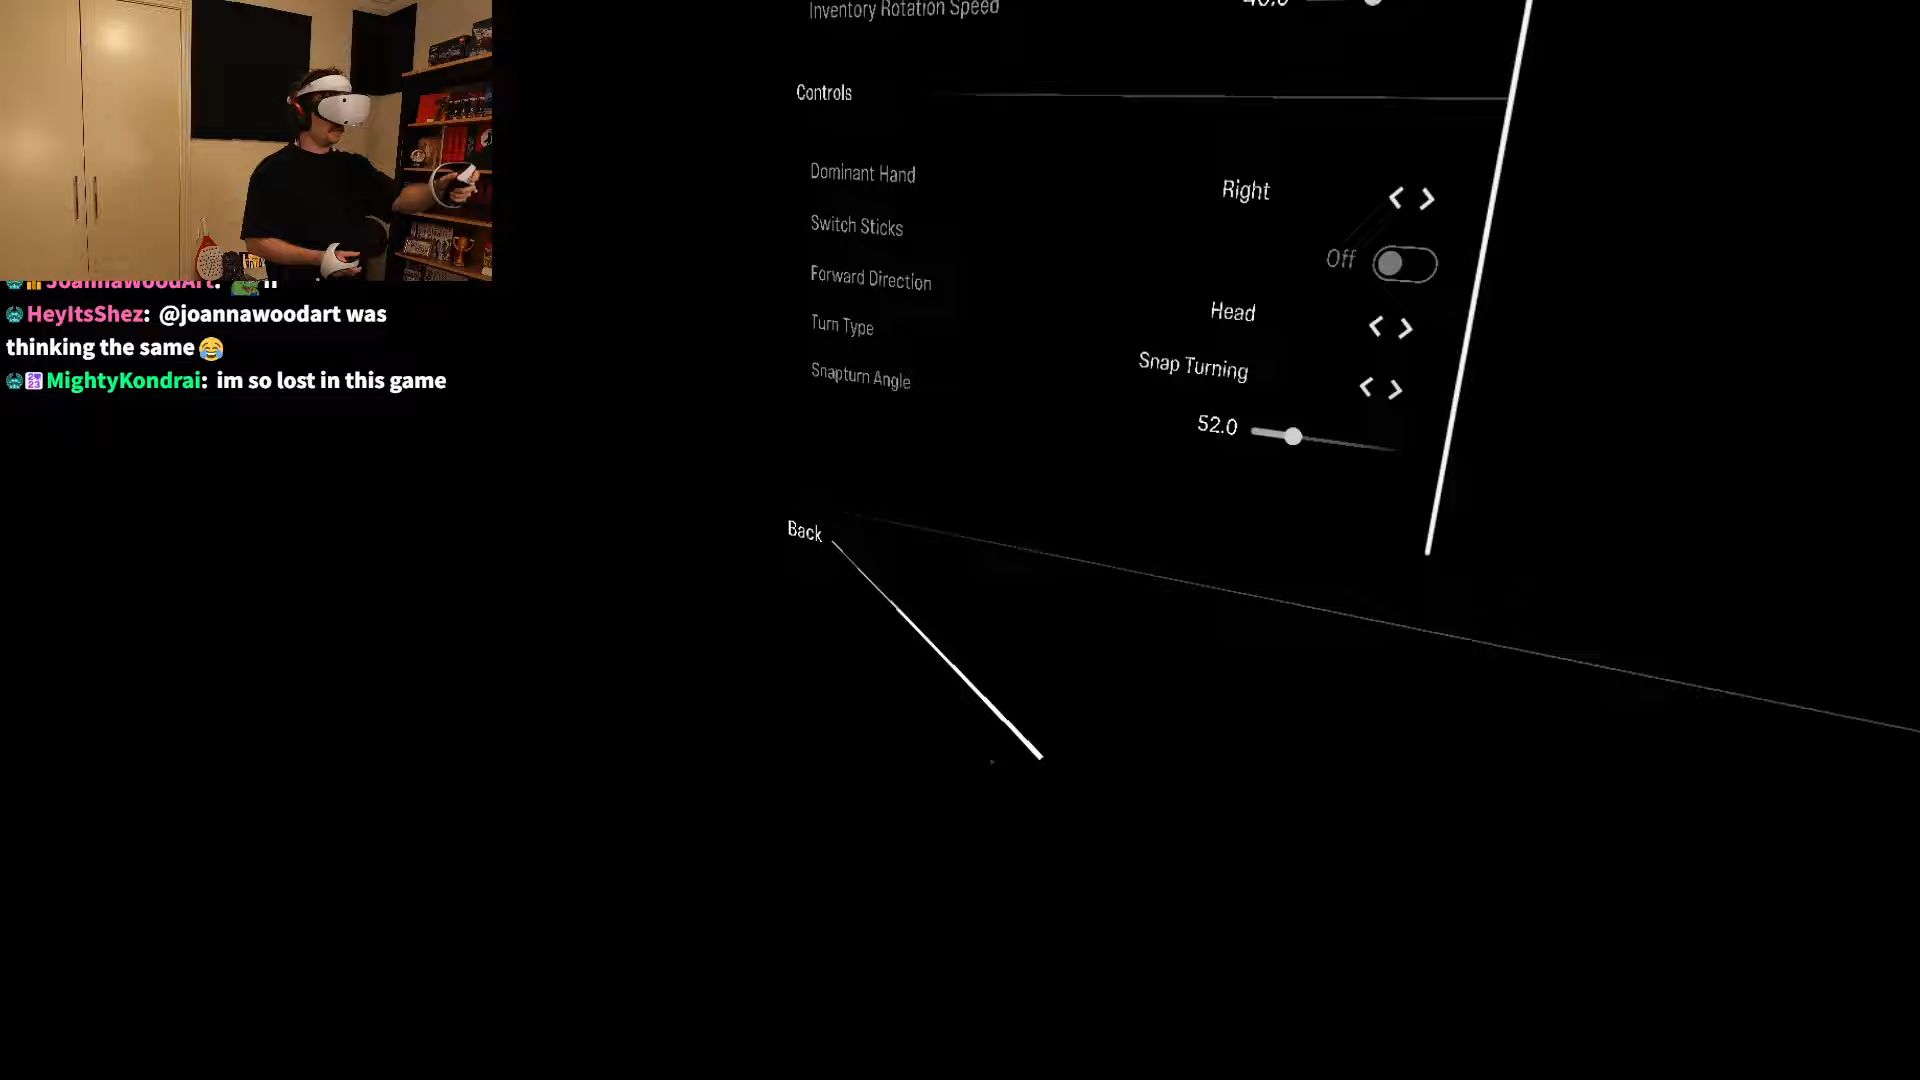 Inventory Rotation Speed
Controls
Dominant Hand Right
Switch Sticks Off
Forward Direction Head
Turn Type Snap Turning
Snapturn Angle 52.0
Back
JoannaWoodArt:
HeyItsShez: @joannawoodart was
thinking the same 😂
MightyKondrai: im so lost in this game